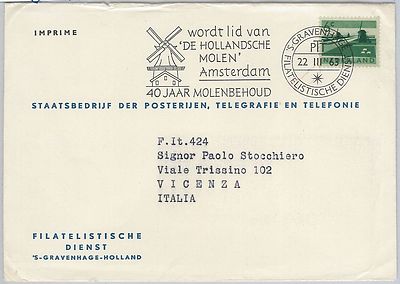 IMPRIME
wordt lid van
'DE HOLLANDSCHE
MOLEN'
Amsterdam
40 JAAR MOLENBEHOUD
'S-GRAVENHAGE
PTT
22 III 63
FILATELISTISCHE DIENST
6c
NEDERLAND
STAATSBEDRIJF DER POSTERIJEN, TELEGRAFIE EN TELEFONIE
F.It.424
Signor Paolo Stocchiero
Viale Trissino 102
VICENZA
ITALIA
FILATELISTISCHE
DIENST
'S-GRAVENHAGE-HOLLAND